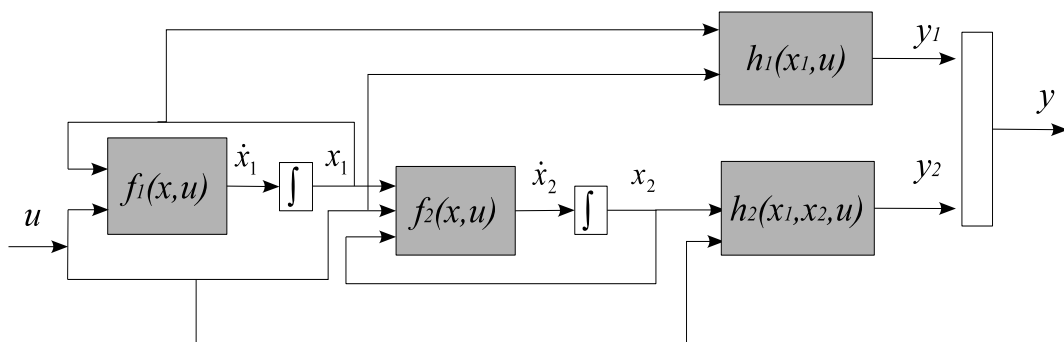 y1
h1(x1,u)
y
ẋ1
x1
f1(x,u)
∫
ẋ2
x2
y2
u
f2(x,u)
∫
h2(x1,x2,u)